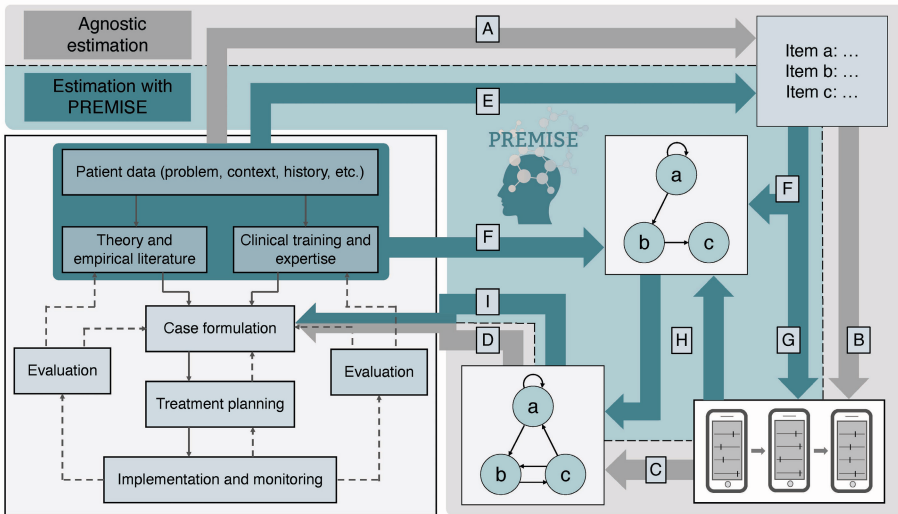 Agnostic
estimation
A
Item a: ...
Item b: ...
Item c: ...
Estimation with
PREMISE
E
PREMISE
Patient data (problem, context, history, etc.)
a
F
Theory and
empirical literature
Clinical training and
expertise
F
b
c
I
Case formulation
D
H
G
B
Evaluation
Evaluation
a
Treatment planning
b
c
C
Implementation and monitoring